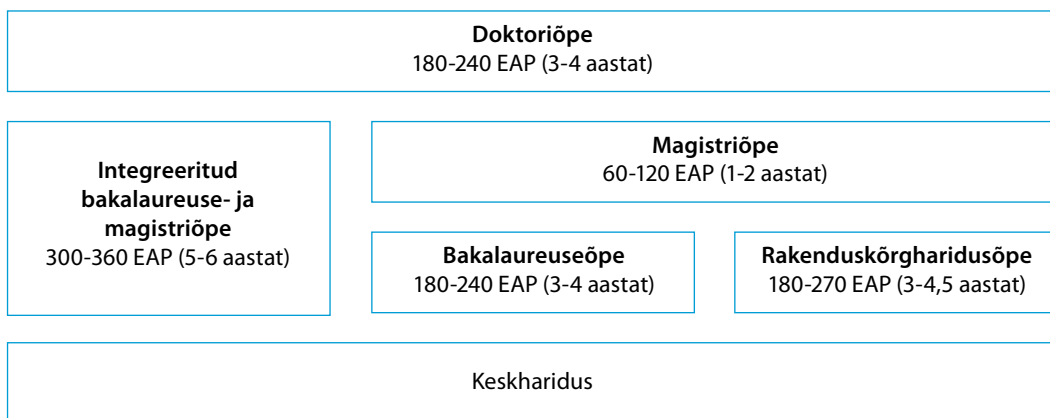 Doktoriõpe
180-240 EAP (3-4 aastat)
Integreeritud
bakalaureuse- ja
magistriõpe
300-360 EAP (5-6 aastat)
Magistriõpe
60-120 EAP (1-2 aastat)
Bakalaureuseõpe
180-240 EAP (3-4 aastat)
Rakenduskõrgharidusõpe
180-270 EAP (3-4,5 aastat)
Keskharidus